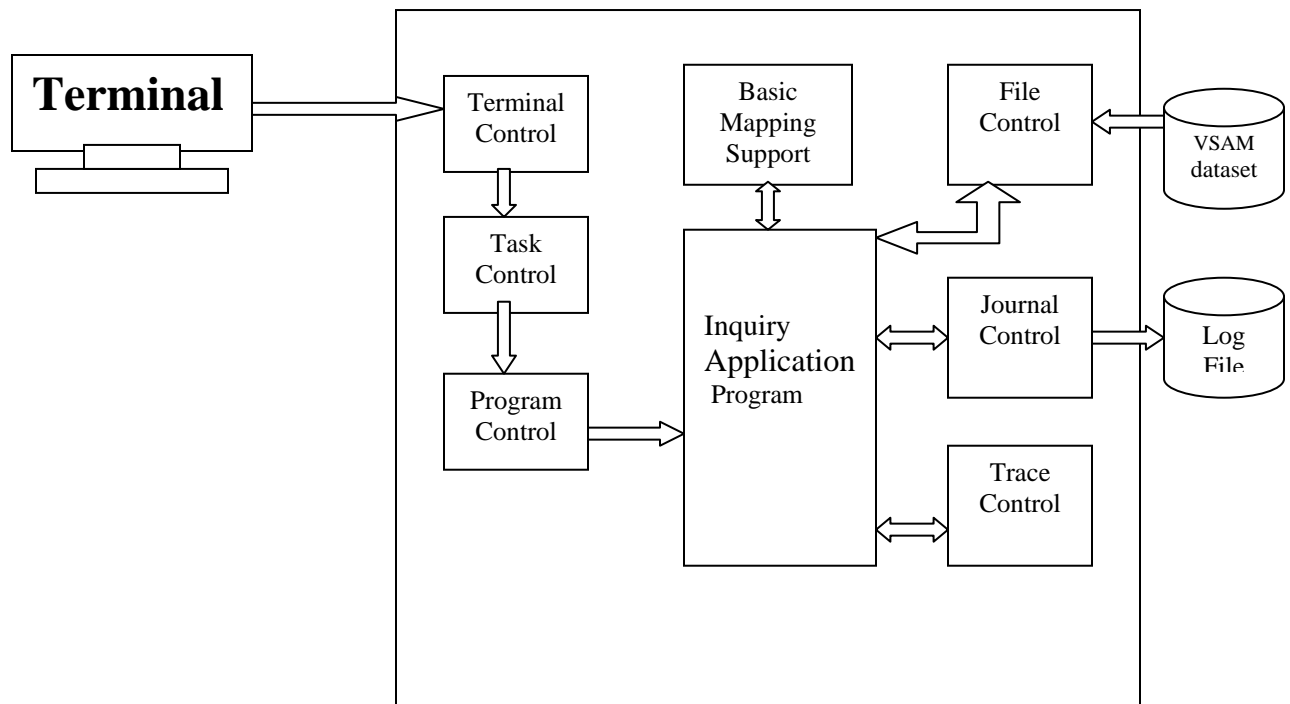 Terminal
Terminal
Control
Task
Control
Program
Control
Basic
Mapping
Support
Inquiry
Application
Program
File
Control
Journal
Control
Trace
Control
VSAM
dataset
Log
File